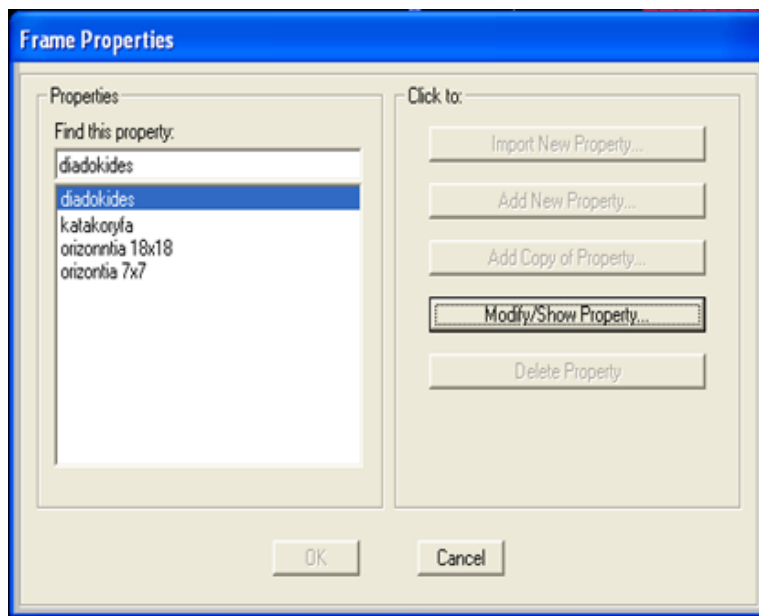 Frame Properties
Properties
Find this property:
diadokides
diadokides
katakoryfa
orizonntia 18x18
orizontia 7x7
Click to:
Import New Property...
Add New Property...
Add Copy of Property...
Modify/Show Property...
Delete Property
OK
Cancel